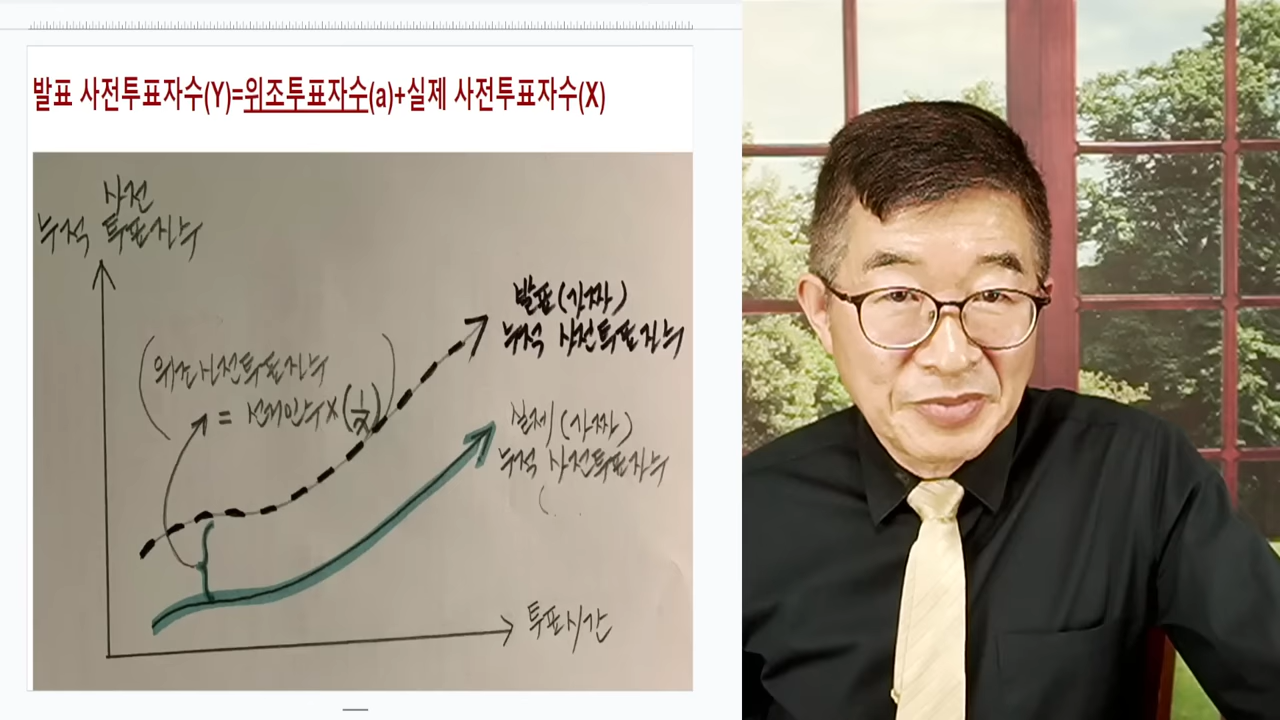 발표 사전투표자수(Y)=위조투표자수(a)+실제 사전투표자수(X)
사전
누적 투표자수
발표(가짜)
누적 사전투표자수
(위조사전투표자수
= 선거인수×(1/x))
실제(가짜)
누적 사전투표자수
투표시간